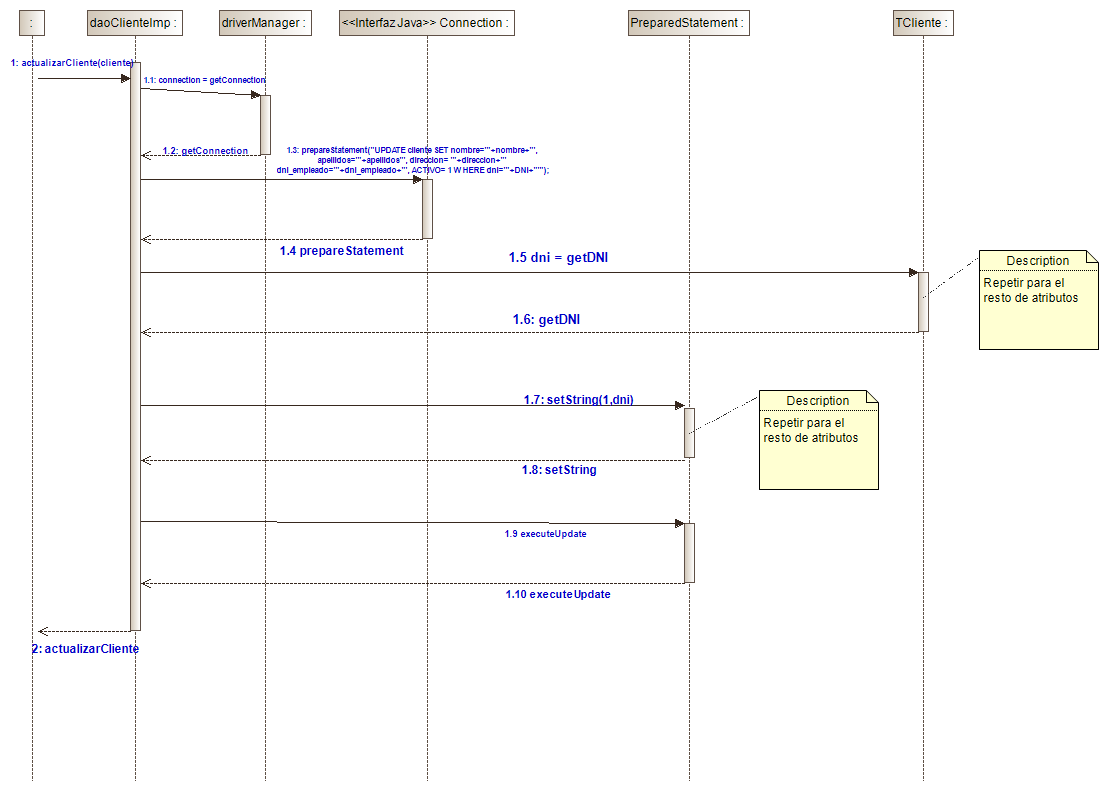 :
daoClienteImp :
driverManager :
<<Interfaz Java>> Connection :
PreparedStatement :
TCliente :
1: actualizarCliente(cliente)
1.1: connection = getConnection
1.2: getConnection
1.3: prepareStatement("UPDATE cliente SET nombre='"+nombre+"',
apellidos='"+apellidos"', direccion= '"+direccion+"'
dni_empleado='"+dni_empleado+"', ACTIVO= 1 WHERE dni='"+DNI+"'");
1.4 prepareStatement
1.5 dni = getDNI
Description
Repetir para el
resto de atributos
1.6: getDNI
1.7: setString(1,dni)
Description
Repetir para el
resto de atributos
1.8: setString
1.9 executeUpdate
1.10 executeUpdate
2: actualizarCliente